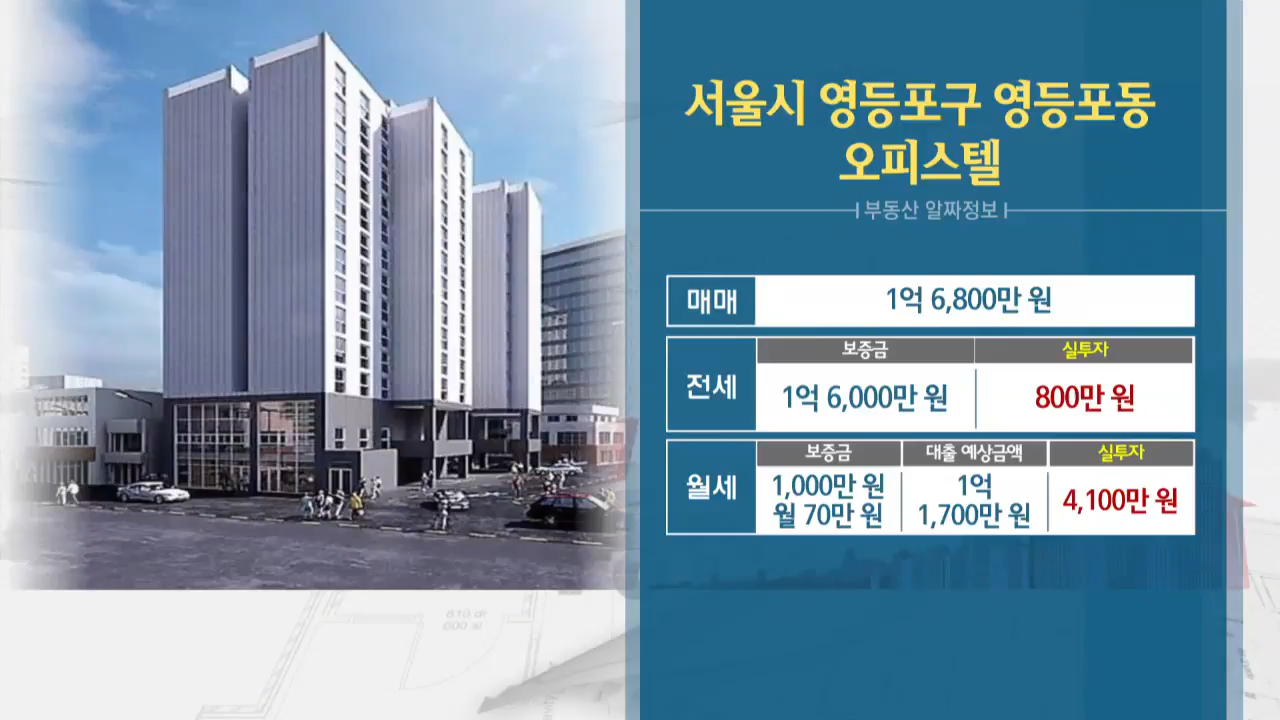 서울시 영등포구 영등포동
오피스텔
부동산 알짜정보
매매 1억 6,800만 원
보증금 실투자
전세 1억 6,000만 원 800만 원
보증금 대출 예상금액 실투자
월세 1,000만 원 월 70만 원 1억 1,700만 원 4,100만 원